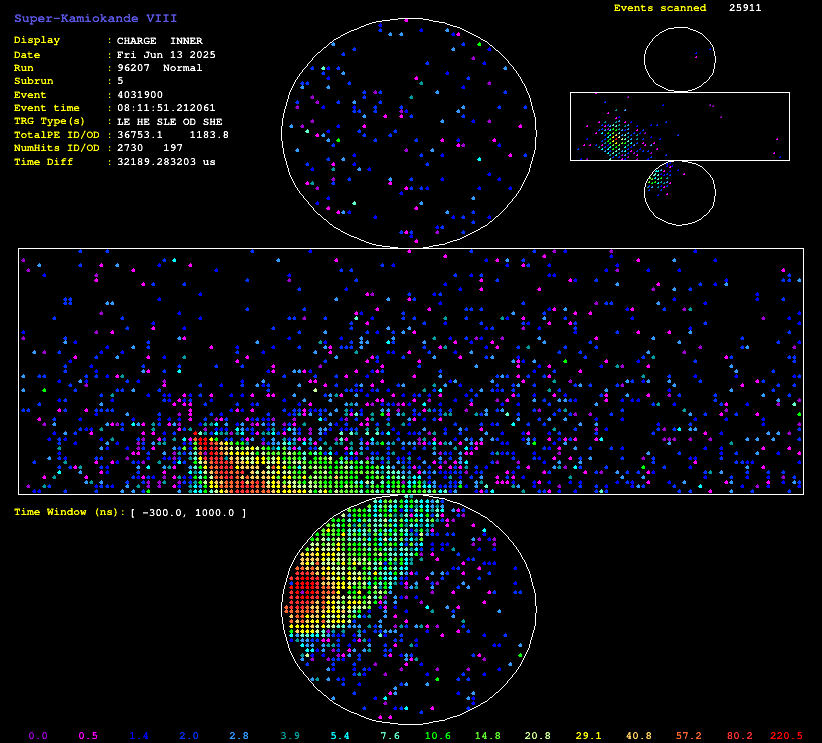 Super-Kamiokande VIII
Events scanned 25911
Display : CHARGE INNER
Date : Fri Jun 13 2025
Run : 96207 Normal
Subrun : 5
Event : 4031900
Event time : 08:11:51.212061
TRG Type(s) : LE HE SLE OD SHE
TotalPE ID/OD : 36753.1 1183.8
NumHits ID/OD : 2730 197
Time Diff : 32189.283203 us
Time Window (ns): [ -300.0, 1000.0 ]
0.0 0.5 1.4 2.0 2.8 3.9 5.4 7.6 10.6 14.8 20.8 29.1 40.8 57.2 80.2 220.5